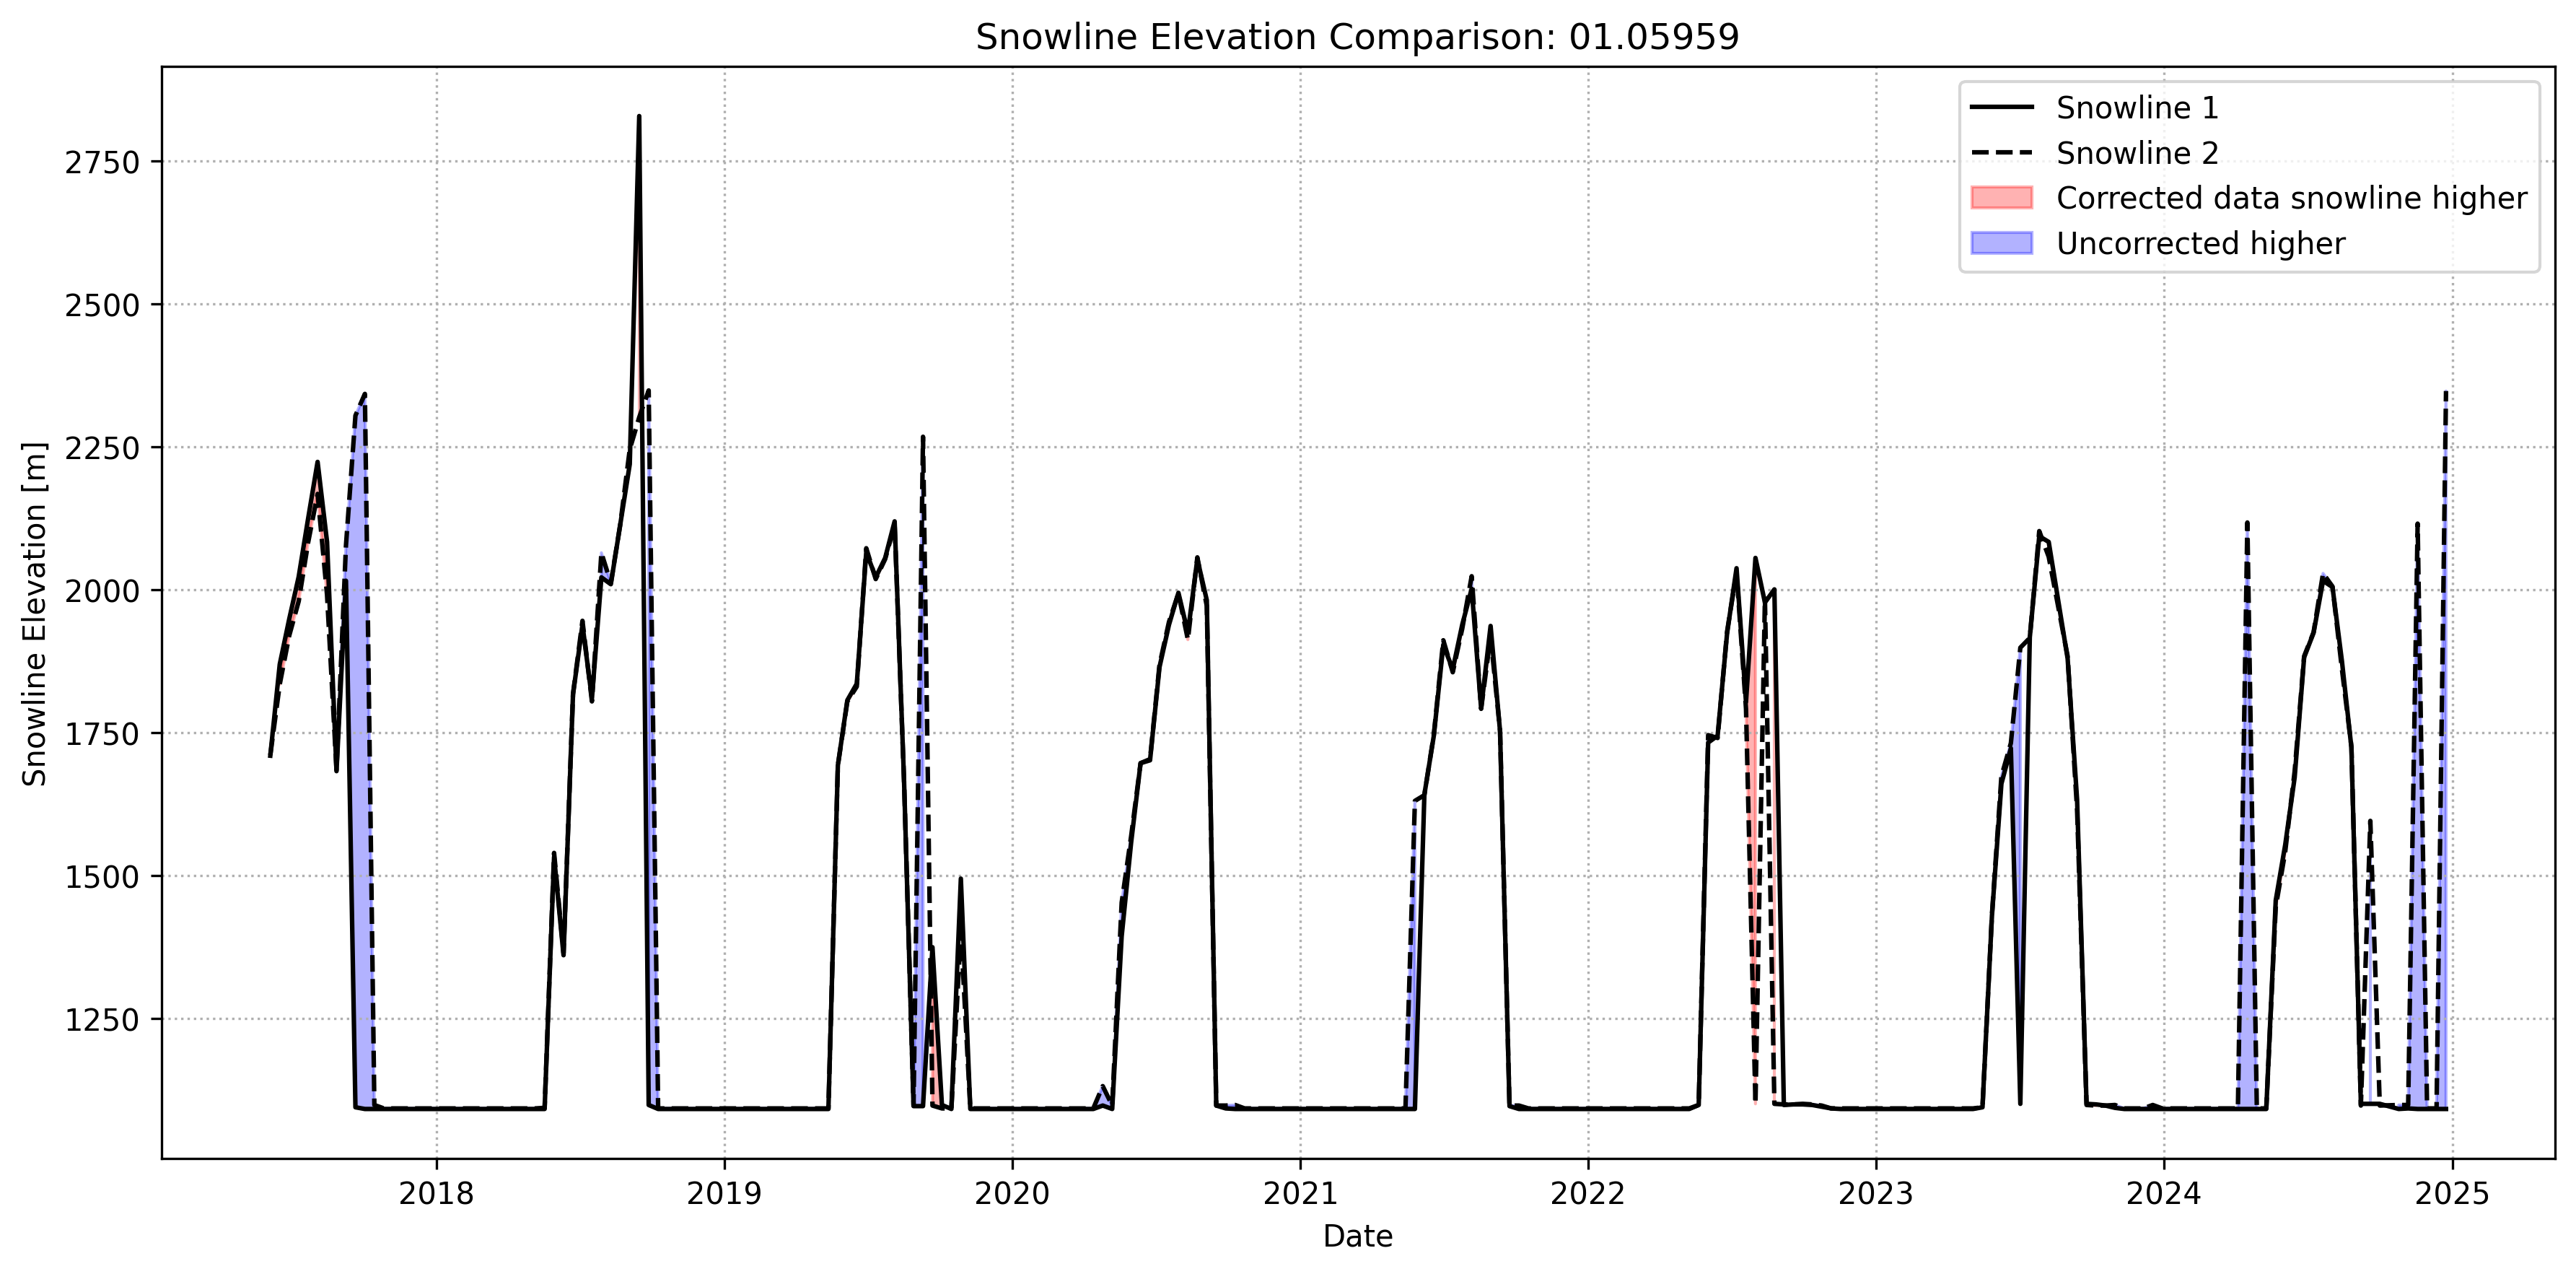 Snowline Elevation Comparison: 01.05959
Snowline 1
Snowline 2
Corrected data snowline higher
Uncorrected higher
Snowline Elevation [m]
2750
2500
2250
2000
1750
1500
1250
2018 2019 2020 2021 2022 2023 2024 2025
Date